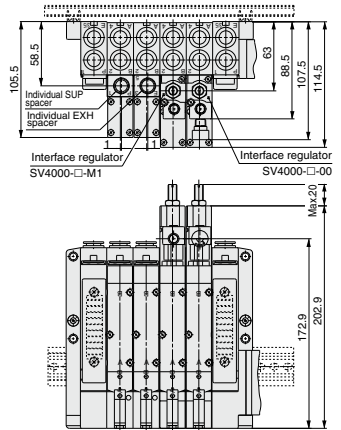 105.5
58.5
63
88.5
107.5
114.5
Individual SUP
spacer
Individual EXH
spacer
Interface regulator
SV4000-□-M1
Interface regulator
SV4000-□-00
Max.20
172.9
202.9